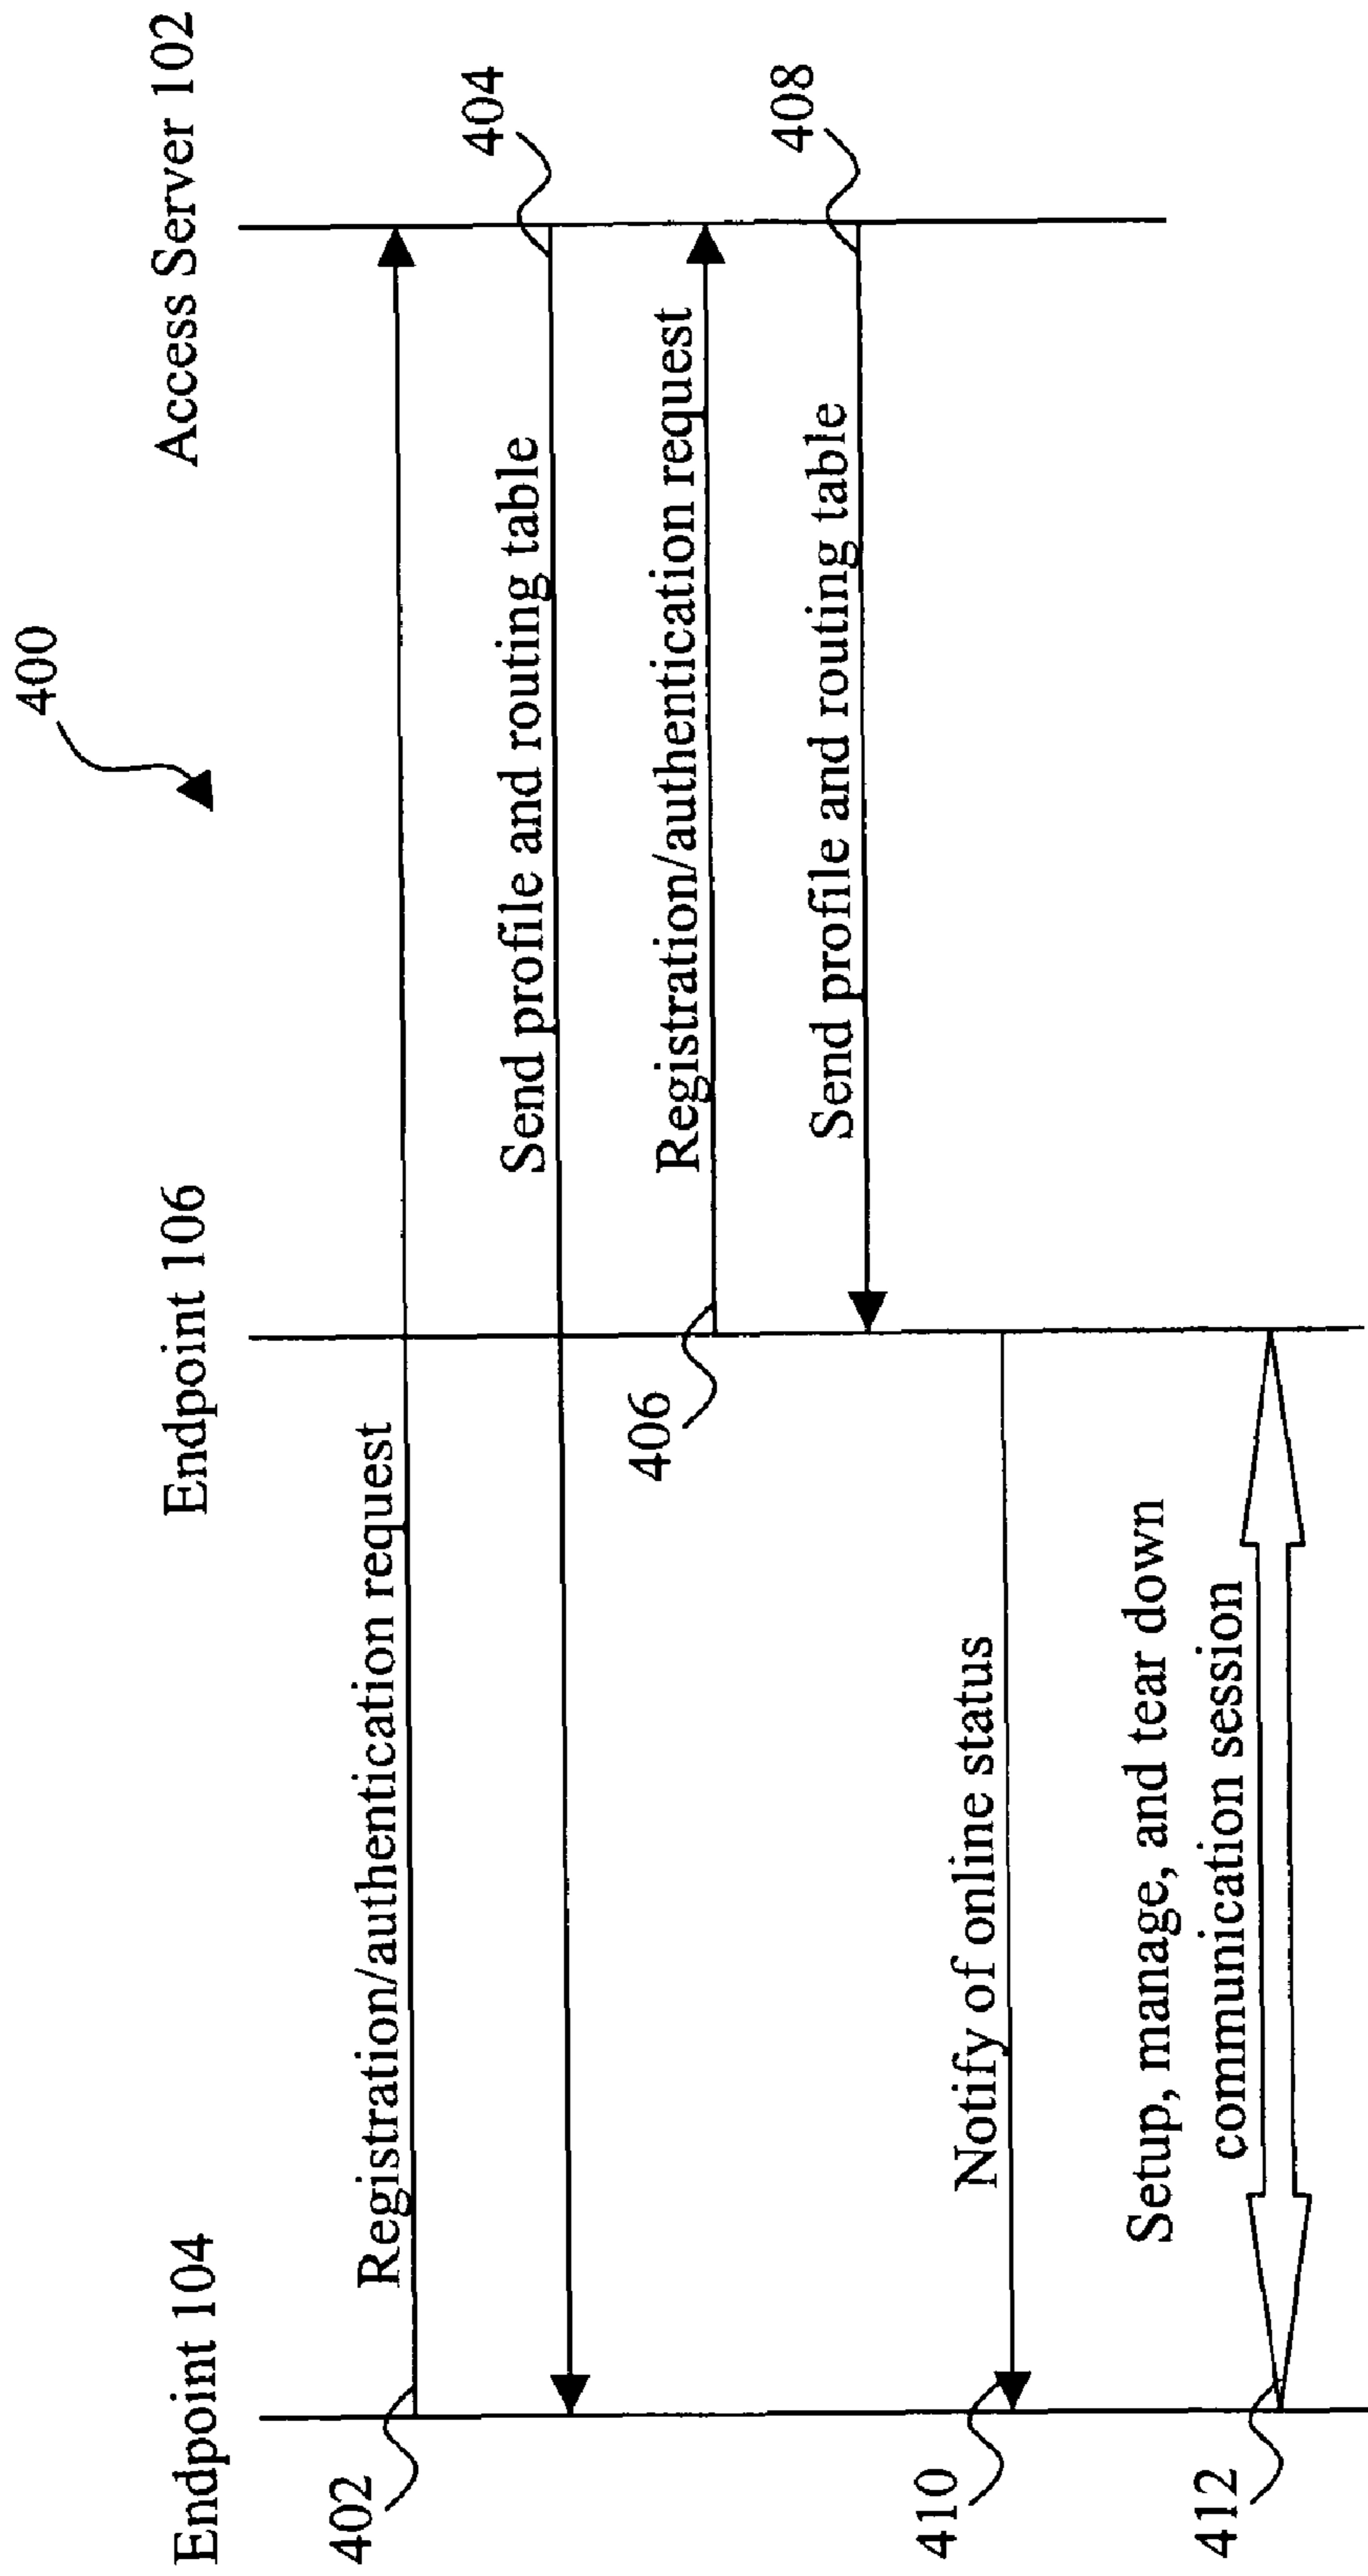 400
Endpoint 104
Endpoint 106
Access Server 102
402
Registration/authentication request
404
Send profile and routing table
406
Registration/authentication request
408
Send profile and routing table
410
Notify of online status
412
Setup, manage, and tear down
communication session